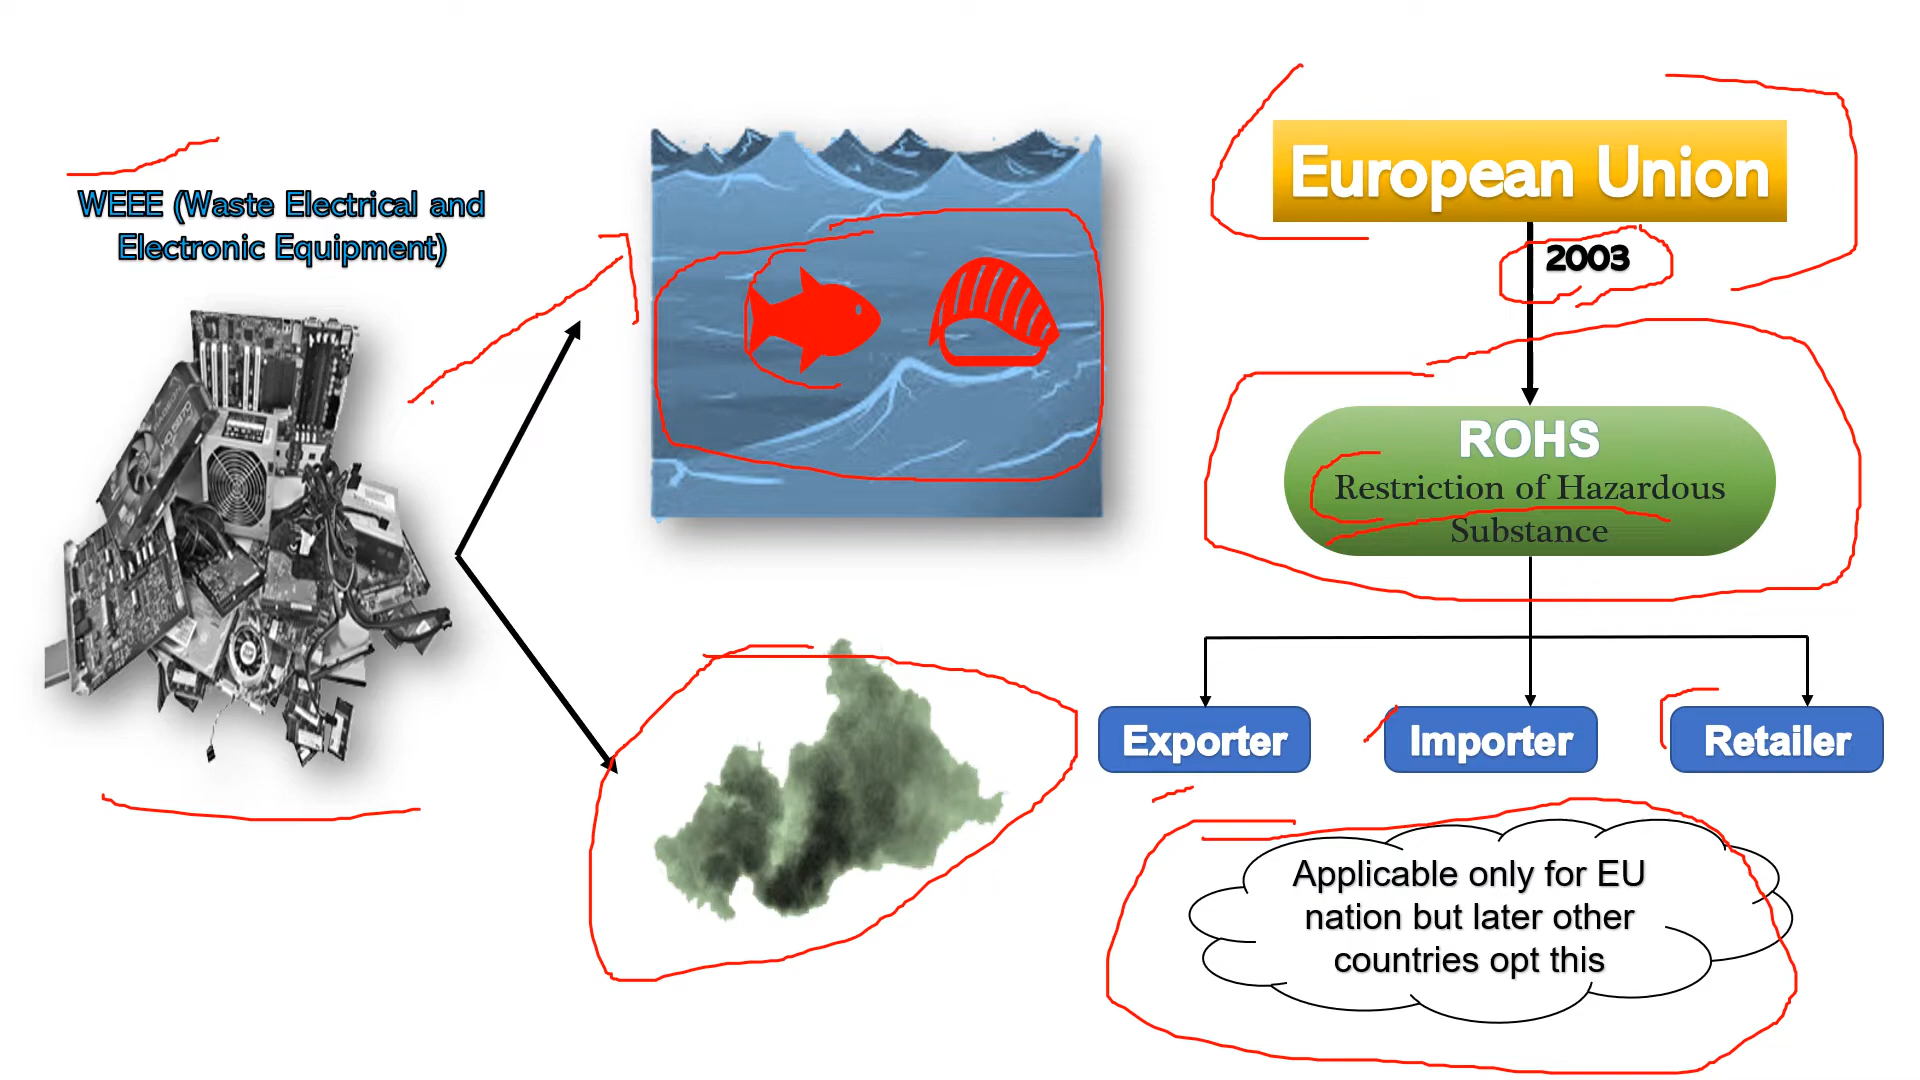 WEEE (Waste Electrical and
Electronic Equipment)
European Union
2003
ROHS
Restriction of Hazardous
Substance
Exporter
Importer
Retailer
Applicable only for EU
nation but later other
countries opt this